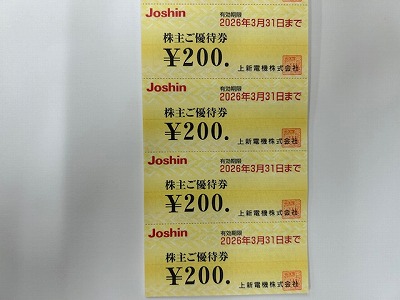 Joshin
有効期限
2026年3月31日まで
株主ご優待券
¥200.
上新電機株式会社
Joshin
有効期限
2026年3月31日まで
株主ご優待券
¥200.
上新電機株式会社
Joshin
有効期限
2026年3月31日まで
株主ご優待券
¥200.
上新電機株式会社
Joshin
有効期限
2026年3月31日まで
株主ご優待券
¥200.
上新電機株式会社